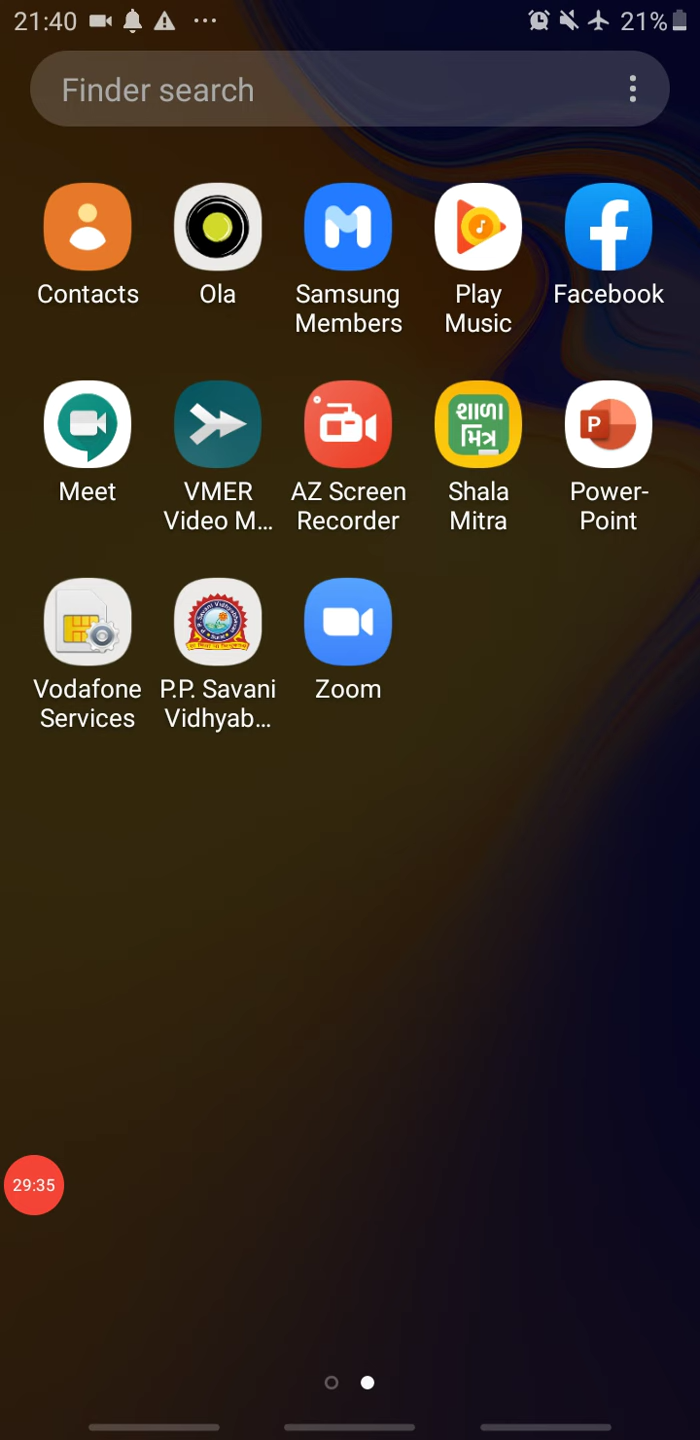 21:40
21%
Finder search
Contacts
Ola
Samsung
Members
Play
Music
Facebook
Meet
VMER
Video M...
AZ Screen
Recorder
શાળા
મિત્ર
Shala
Mitra
P
Power-
Point
Vodafone
Services
P.P. Savani
Vidhyab...
Zoom
29:35